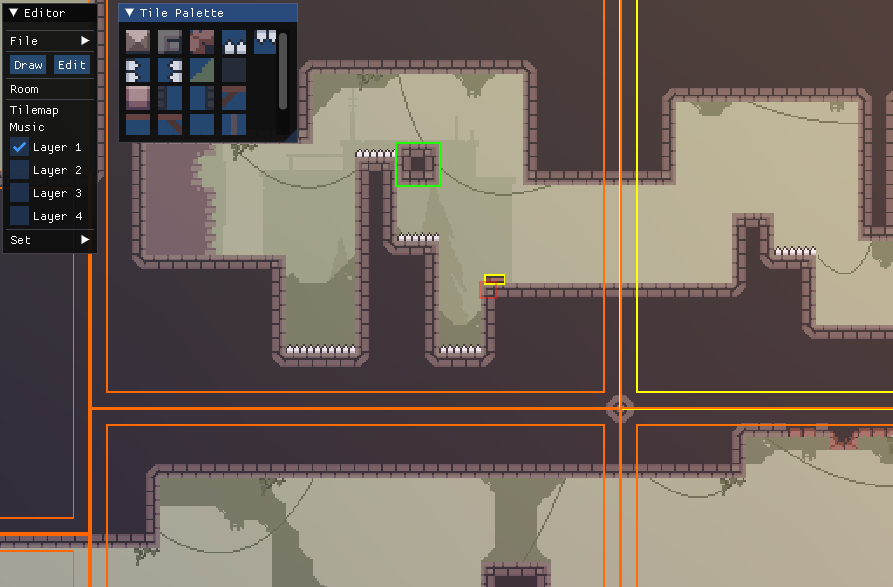 Editor
File
Draw Edit
Room
Tilemap
Music
Layer 1
Layer 2
Layer 3
Layer 4
Set
Tile Palette